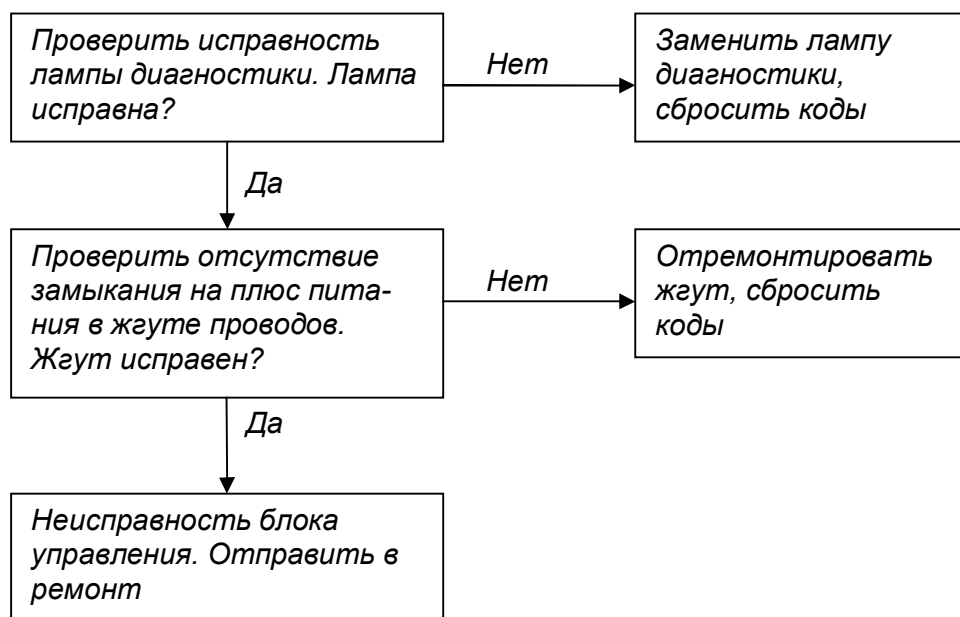 Проверить исправность
лампы диагностики. Лампа
исправна?
Нет
Заменить лампу
диагностики,
сбросить коды
Да
Проверить отсутствие
замыкания на плюс пита-
ния в жгуте проводов.
Жгут исправен?
Нет
Отремонтировать
жгут, сбросить
коды
Да
Неисправность блока
управления. Отправить в
ремонт